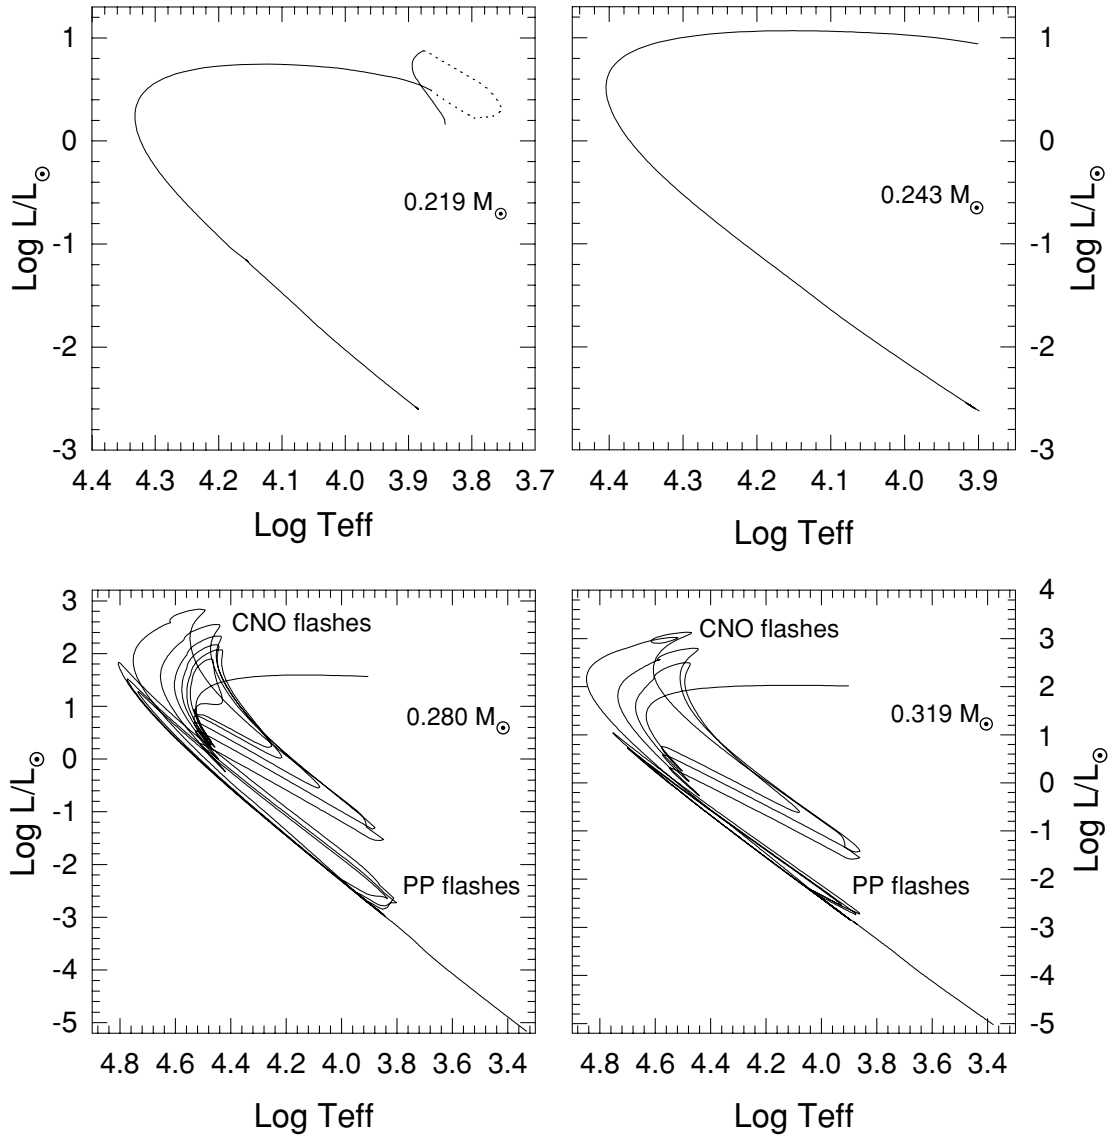 1
0
-1
-2
-3
Log L/L⊙
0.219 M⊙
4.4 4.3 4.2 4.1 4.0 3.9 3.8 3.7
Log Teff
1
0
-1
-2
-3
Log L/L⊙
0.243 M⊙
4.4 4.3 4.2 4.1 4.0 3.9
Log Teff
3
2
1
0
-1
-2
-3
-4
-5
Log L/L⊙
CNO flashes
0.280 M⊙
PP flashes
4.8 4.6 4.4 4.2 4.0 3.8 3.6 3.4
Log Teff
4
3
2
1
0
-1
-2
-3
-4
-5
Log L/L⊙
CNO flashes
0.319 M⊙
PP flashes
4.8 4.6 4.4 4.2 4.0 3.8 3.6 3.4
Log Teff